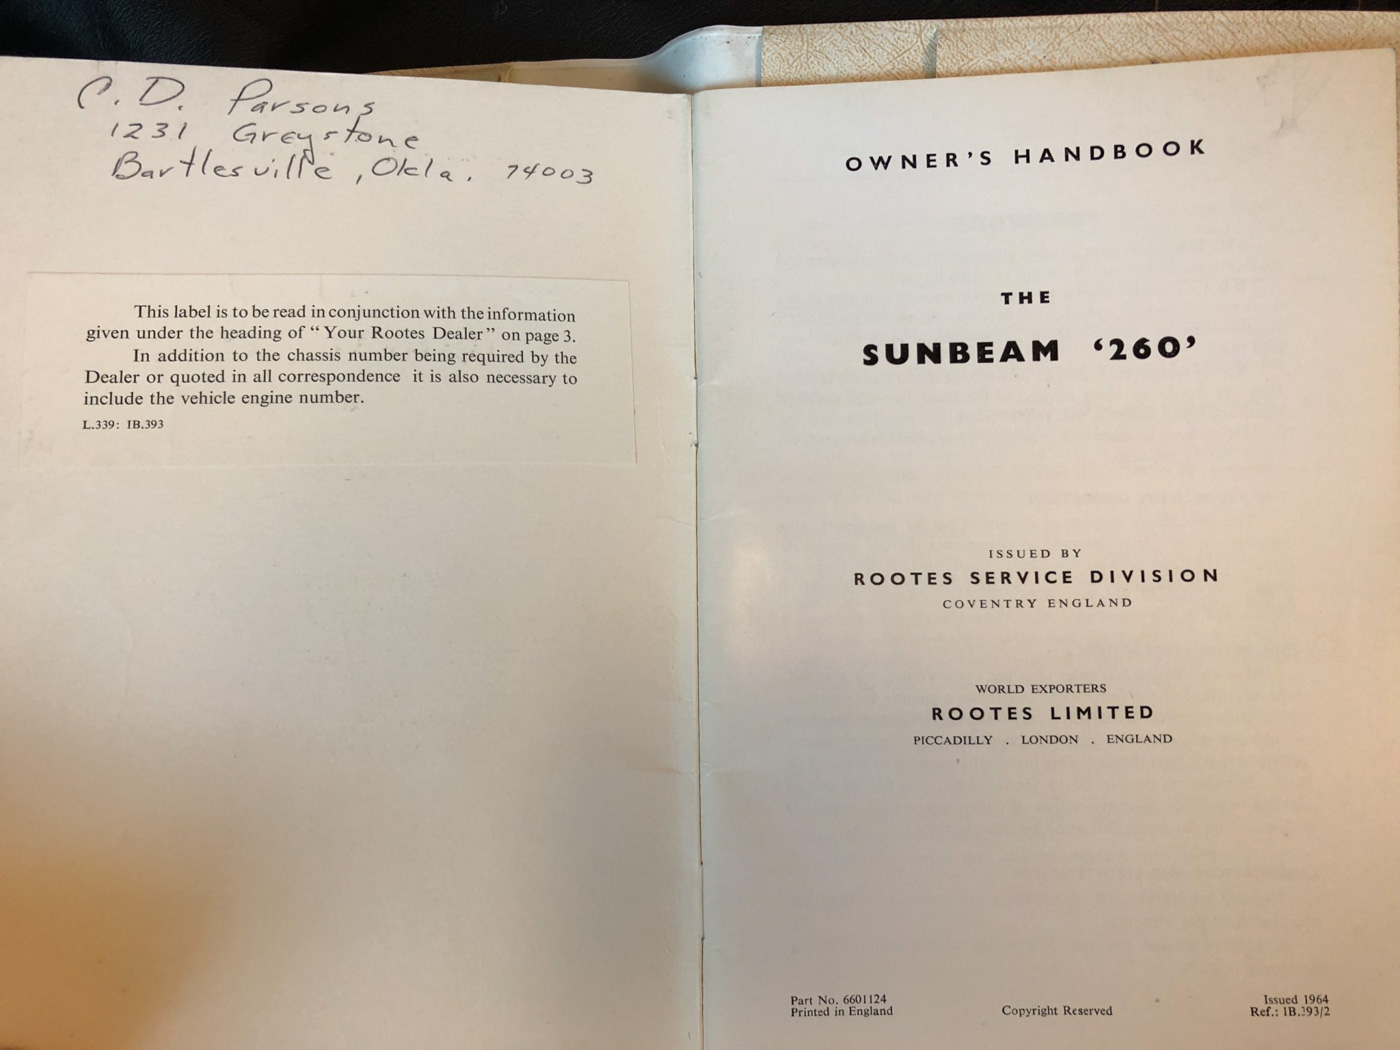 C. D. Parsons
1231 Greystone
Bartlesville, Okla. 74003
This label is to be read in conjunction with the information
given under the heading of “Your Rootes Dealer” on page 3.
In addition to the chassis number being required by the
Dealer or quoted in all correspondence it is also necessary to
include the vehicle engine number.
L.339: IB.393
OWNER'S HANDBOOK
THE
SUNBEAM ‘260’
ISSUED BY
ROOTES SERVICE DIVISION
COVENTRY ENGLAND
WORLD EXPORTERS
ROOTES LIMITED
PICCADILLY . LONDON . ENGLAND
Part No. 6601124
Printed in England
Copyright Reserved
Issued 1964
Ref.: IB.393/2